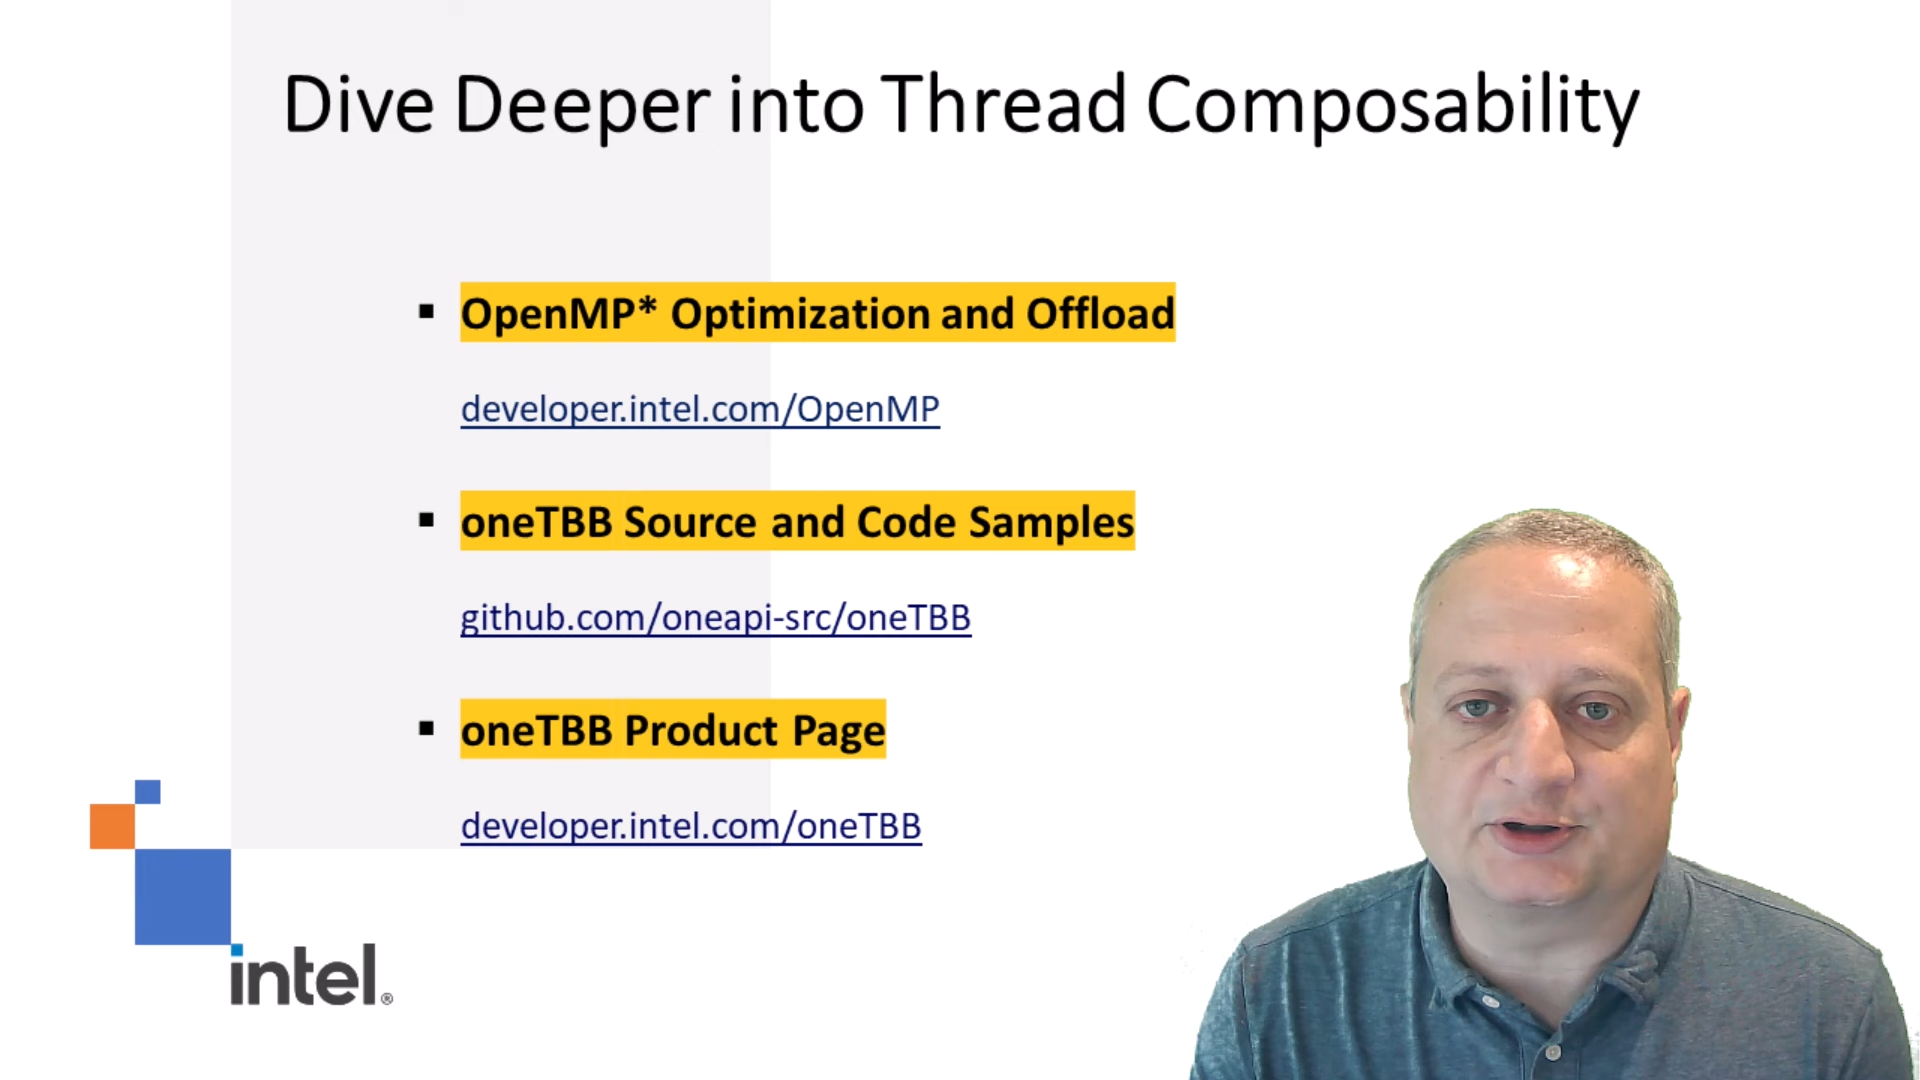 Dive Deeper into Thread Composability
▪ OpenMP* Optimization and Offload
developer.intel.com/OpenMP
▪ oneTBB Source and Code Samples
github.com/oneapi-src/oneTBB
▪ oneTBB Product Page
developer.intel.com/oneTBB
intel®